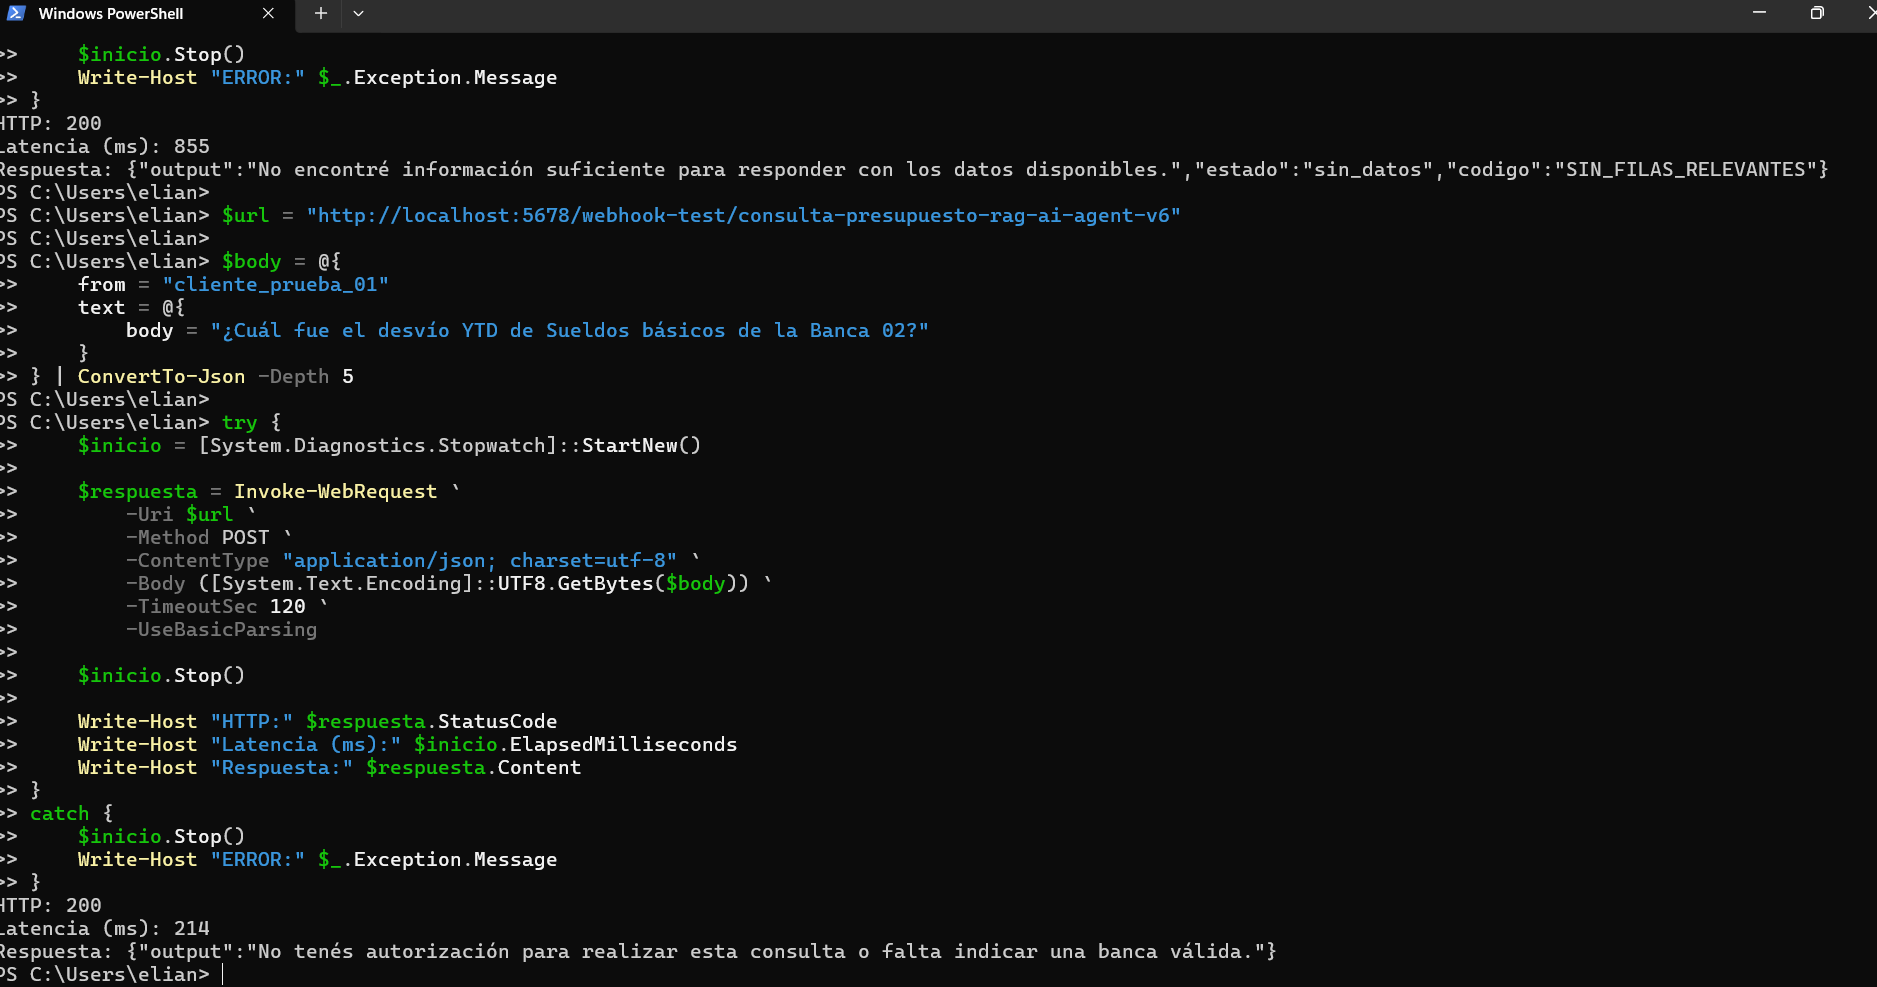 Windows PowerShell
>>     $inicio.Stop()
>>     Write-Host "ERROR:" $_.Exception.Message
>> }
HTTP: 200
Latencia (ms): 855
Respuesta: {"output":"No encontré información suficiente para responder con los datos disponibles.","estado":"sin_datos","codigo":"SIN_FILAS_RELEVANTES"}
PS C:\Users\elian>
PS C:\Users\elian> $url = "http://localhost:5678/webhook-test/consulta-presupuesto-rag-ai-agent-v6"
PS C:\Users\elian>
PS C:\Users\elian> $body = @{
>>     from = "cliente_prueba_01"
>>     text = @{
>>         body = "¿Cuál fue el desvío YTD de Sueldos básicos de la Banca 02?"
>>     }
>> } | ConvertTo-Json -Depth 5
PS C:\Users\elian>
PS C:\Users\elian> try {
>>     $inicio = [System.Diagnostics.Stopwatch]::StartNew()
>>
>>     $respuesta = Invoke-WebRequest `
>>         -Uri $url `
>>         -Method POST `
>>         -ContentType "application/json; charset=utf-8" `
>>         -Body ([System.Text.Encoding]::UTF8.GetBytes($body)) `
>>         -TimeoutSec 120 `
>>         -UseBasicParsing
>>
>>     $inicio.Stop()
>>
>>     Write-Host "HTTP:" $respuesta.StatusCode
>>     Write-Host "Latencia (ms):" $inicio.ElapsedMilliseconds
>>     Write-Host "Respuesta:" $respuesta.Content
>> }
>> catch {
>>     $inicio.Stop()
>>     Write-Host "ERROR:" $_.Exception.Message
>> }
HTTP: 200
Latencia (ms): 214
Respuesta: {"output":"No tenés autorización para realizar esta consulta o falta indicar una banca válida."}
PS C:\Users\elian>